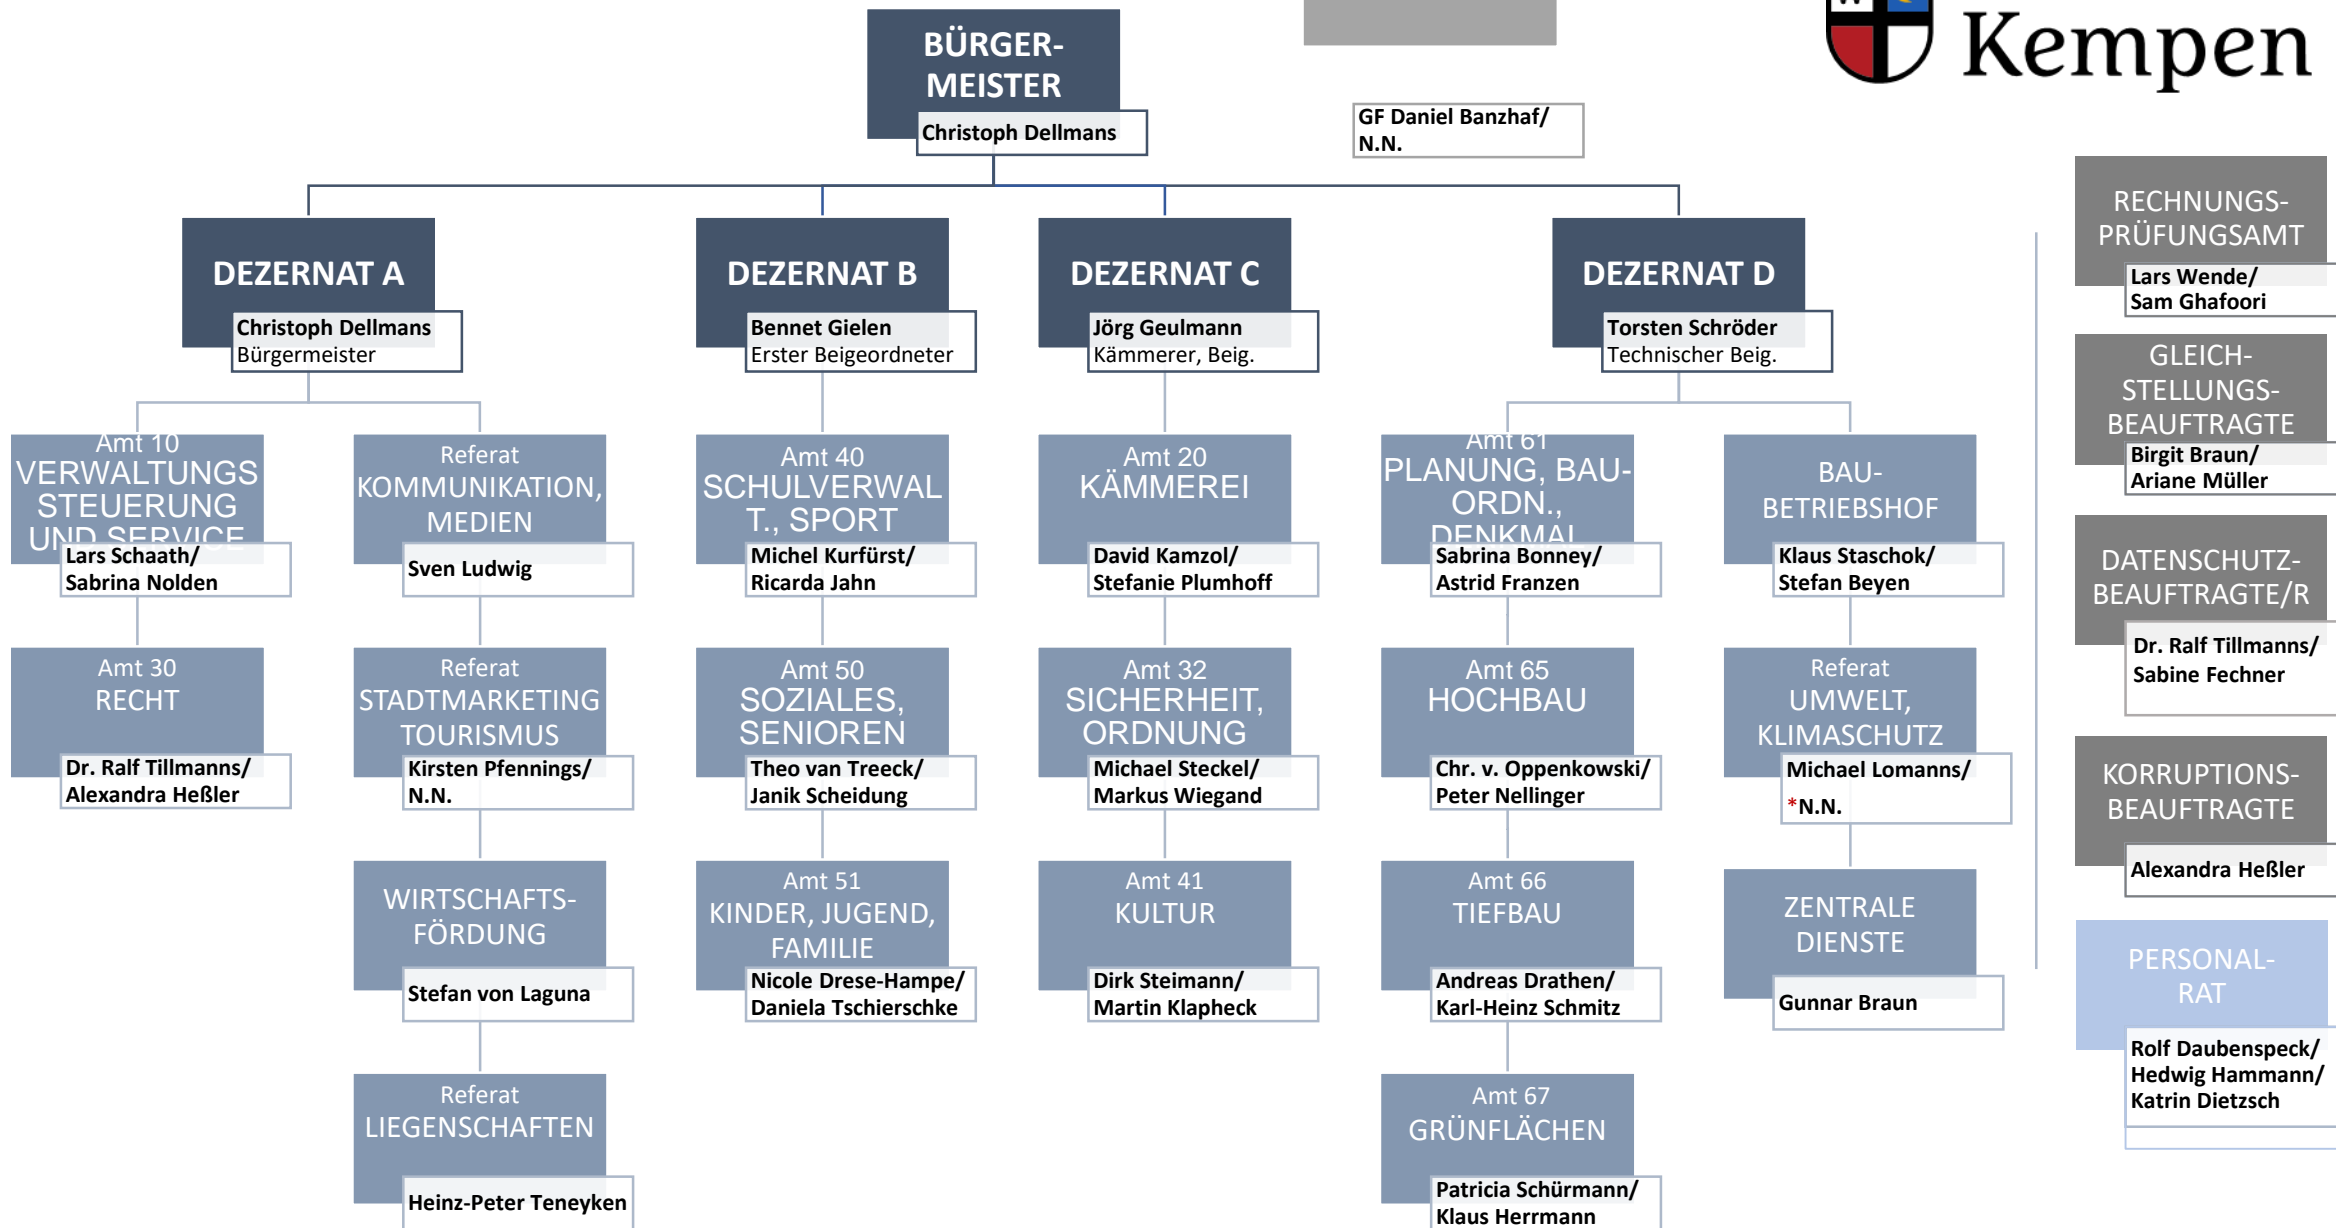 BÜRGER-
MEISTER
Christoph Dellmans
GF Daniel Banzhaf/
N.N.
W
Kempen
DEZERNAT A
Christoph Dellmans
Bürgermeister
DEZERNAT B
Bennet Gielen
Erster Beigeordneter
DEZERNAT C
Jörg Geulmann
Kämmerer, Beig.
DEZERNAT D
Torsten Schröder
Technischer Beig.
Amt 10
VERWALTUNGS
STEUERUNG
UND SERVICE
Lars Schaath/
Sabrina Nolden
Amt 30
RECHT
Dr. Ralf Tillmanns/
Alexandra Heßler
Referat
KOMMUNIKATION,
MEDIEN
Sven Ludwig
Referat
STADTMARKETING
TOURISMUS
Kirsten Pfennings/
N.N.
WIRTSCHAFTS-
FÖRDUNG
Stefan von Laguna
Referat
LIEGENSCHAFTEN
Heinz-Peter Teneyken
Amt 40
SCHULVERWAL
T., SPORT
Michel Kurfürst/
Ricarda Jahn
Amt 50
SOZIALES,
SENIOREN
Theo van Treeck/
Janik Scheidung
Amt 51
KINDER, JUGEND,
FAMILIE
Nicole Drese-Hampe/
Daniela Tschierschke
Amt 20
KÄMMEREI
David Kamzol/
Stefanie Plumhoff
Amt 32
SICHERHEIT,
ORDNUNG
Michael Steckel/
Markus Wiegand
Amt 41
KULTUR
Dirk Steimann/
Martin Klapheck
Amt 61
PLANUNG, BAU-
ORDN.,
DENKMAL
Sabrina Bonney/
Astrid Franzen
Amt 65
HOCHBAU
Chr. v. Oppenkowski/
Peter Nellinger
Amt 66
TIEFBAU
Andreas Drathen/
Karl-Heinz Schmitz
Amt 67
GRÜNFLÄCHEN
Patricia Schürmann/
Klaus Herrmann
BAU-
BETRIEBSHOF
Klaus Staschok/
Stefan Beyen
Referat
UMWELT,
KLIMASCHUTZ
Michael Lomanns/
*N.N.
ZENTRALE
DIENSTE
Gunnar Braun
RECHNUNGS-
PRÜFUNGSAMT
Lars Wende/
Sam Ghafoori
GLEICH-
STELLUNGS-
BEAUFTRAGTE
Birgit Braun/
Ariane Müller
DATENSCHUTZ-
BEAUFTRAGTE/R
Dr. Ralf Tillmanns/
Sabine Fechner
KORRUPTIONS-
BEAUFTRAGTE
Alexandra Heßler
PERSONAL-
RAT
Rolf Daubenspeck/
Hedwig Hammann/
Katrin Dietzsch